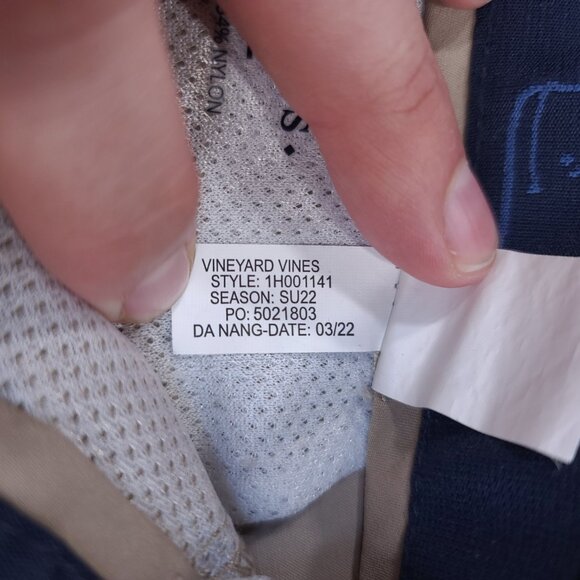 NYLON
S.
VINEYARD VINES
STYLE: 1H001141
SEASON: SU22
PO: 5021803
DA NANG-DATE: 03/22